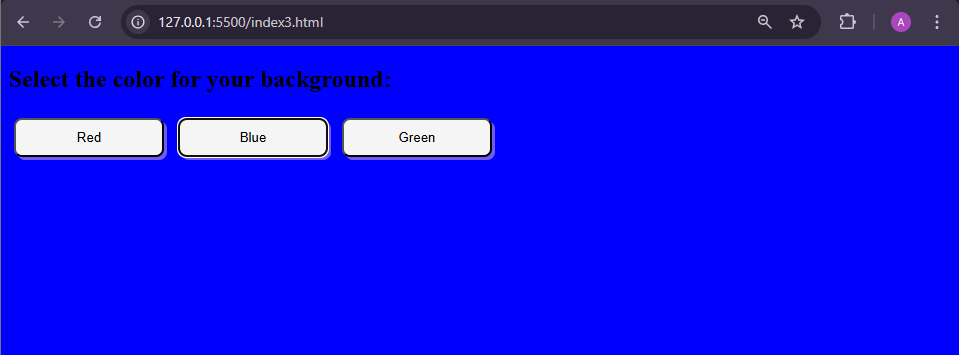 127.0.0.1:5500/index3.html
A
Select the color for your background:
Red Blue Green